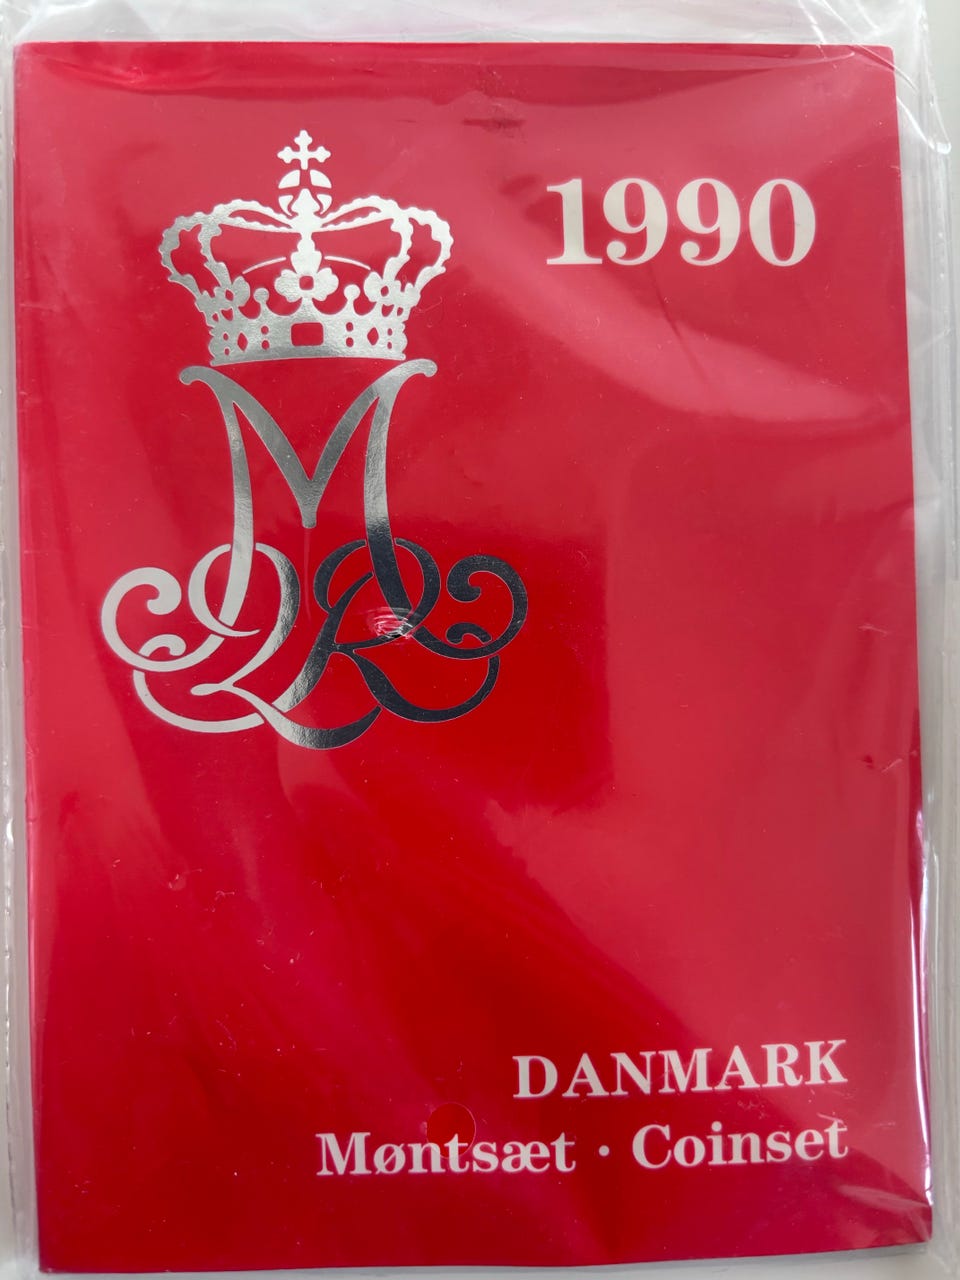 1990
DANMARK
Møntsæt · Coinset